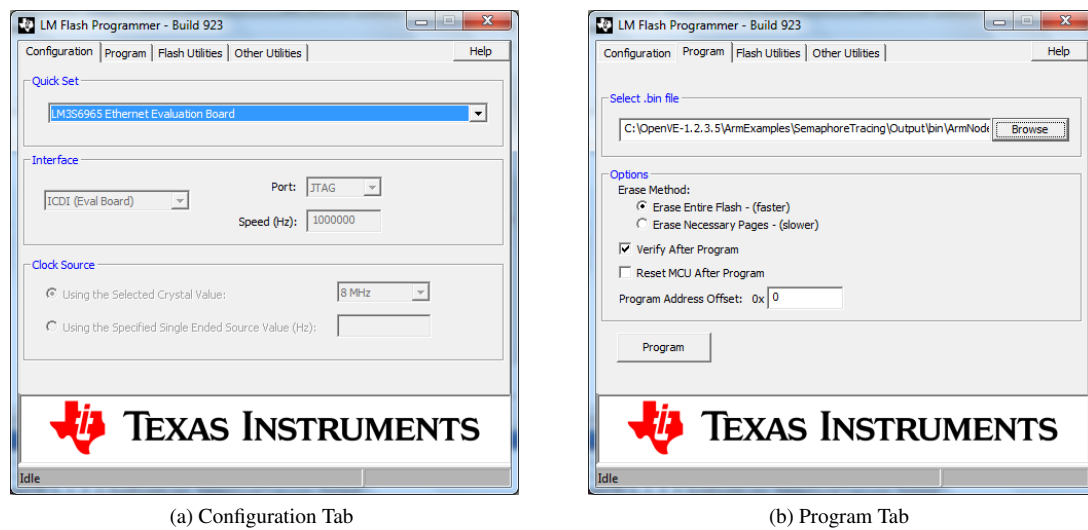 LM Flash Programmer - Build 923
Configuration Program Flash Utilities Other Utilities Help
Quick Set
LM3S6965 Ethernet Evaluation Board
Interface
ICDI (Eval Board)
Port: JTAG
Speed (Hz): 1000000
Clock Source
Using the Selected Crystal Value: 8 MHz
Using the Specified Single Ended Source Value (Hz):
TEXAS INSTRUMENTS
Idle
(a) Configuration Tab
LM Flash Programmer - Build 923
Configuration Program Flash Utilities Other Utilities Help
Select .bin file
C:\OpenVE-1.2.3.5\ArmExamples\SemaphoreTracing\Output\bin\ArmNode Browse
Options
Erase Method:
Erase Entire Flash - (faster)
Erase Necessary Pages - (slower)
Verify After Program
Reset MCU After Program
Program Address Offset: 0x 0
Program
TEXAS INSTRUMENTS
Idle
(b) Program Tab